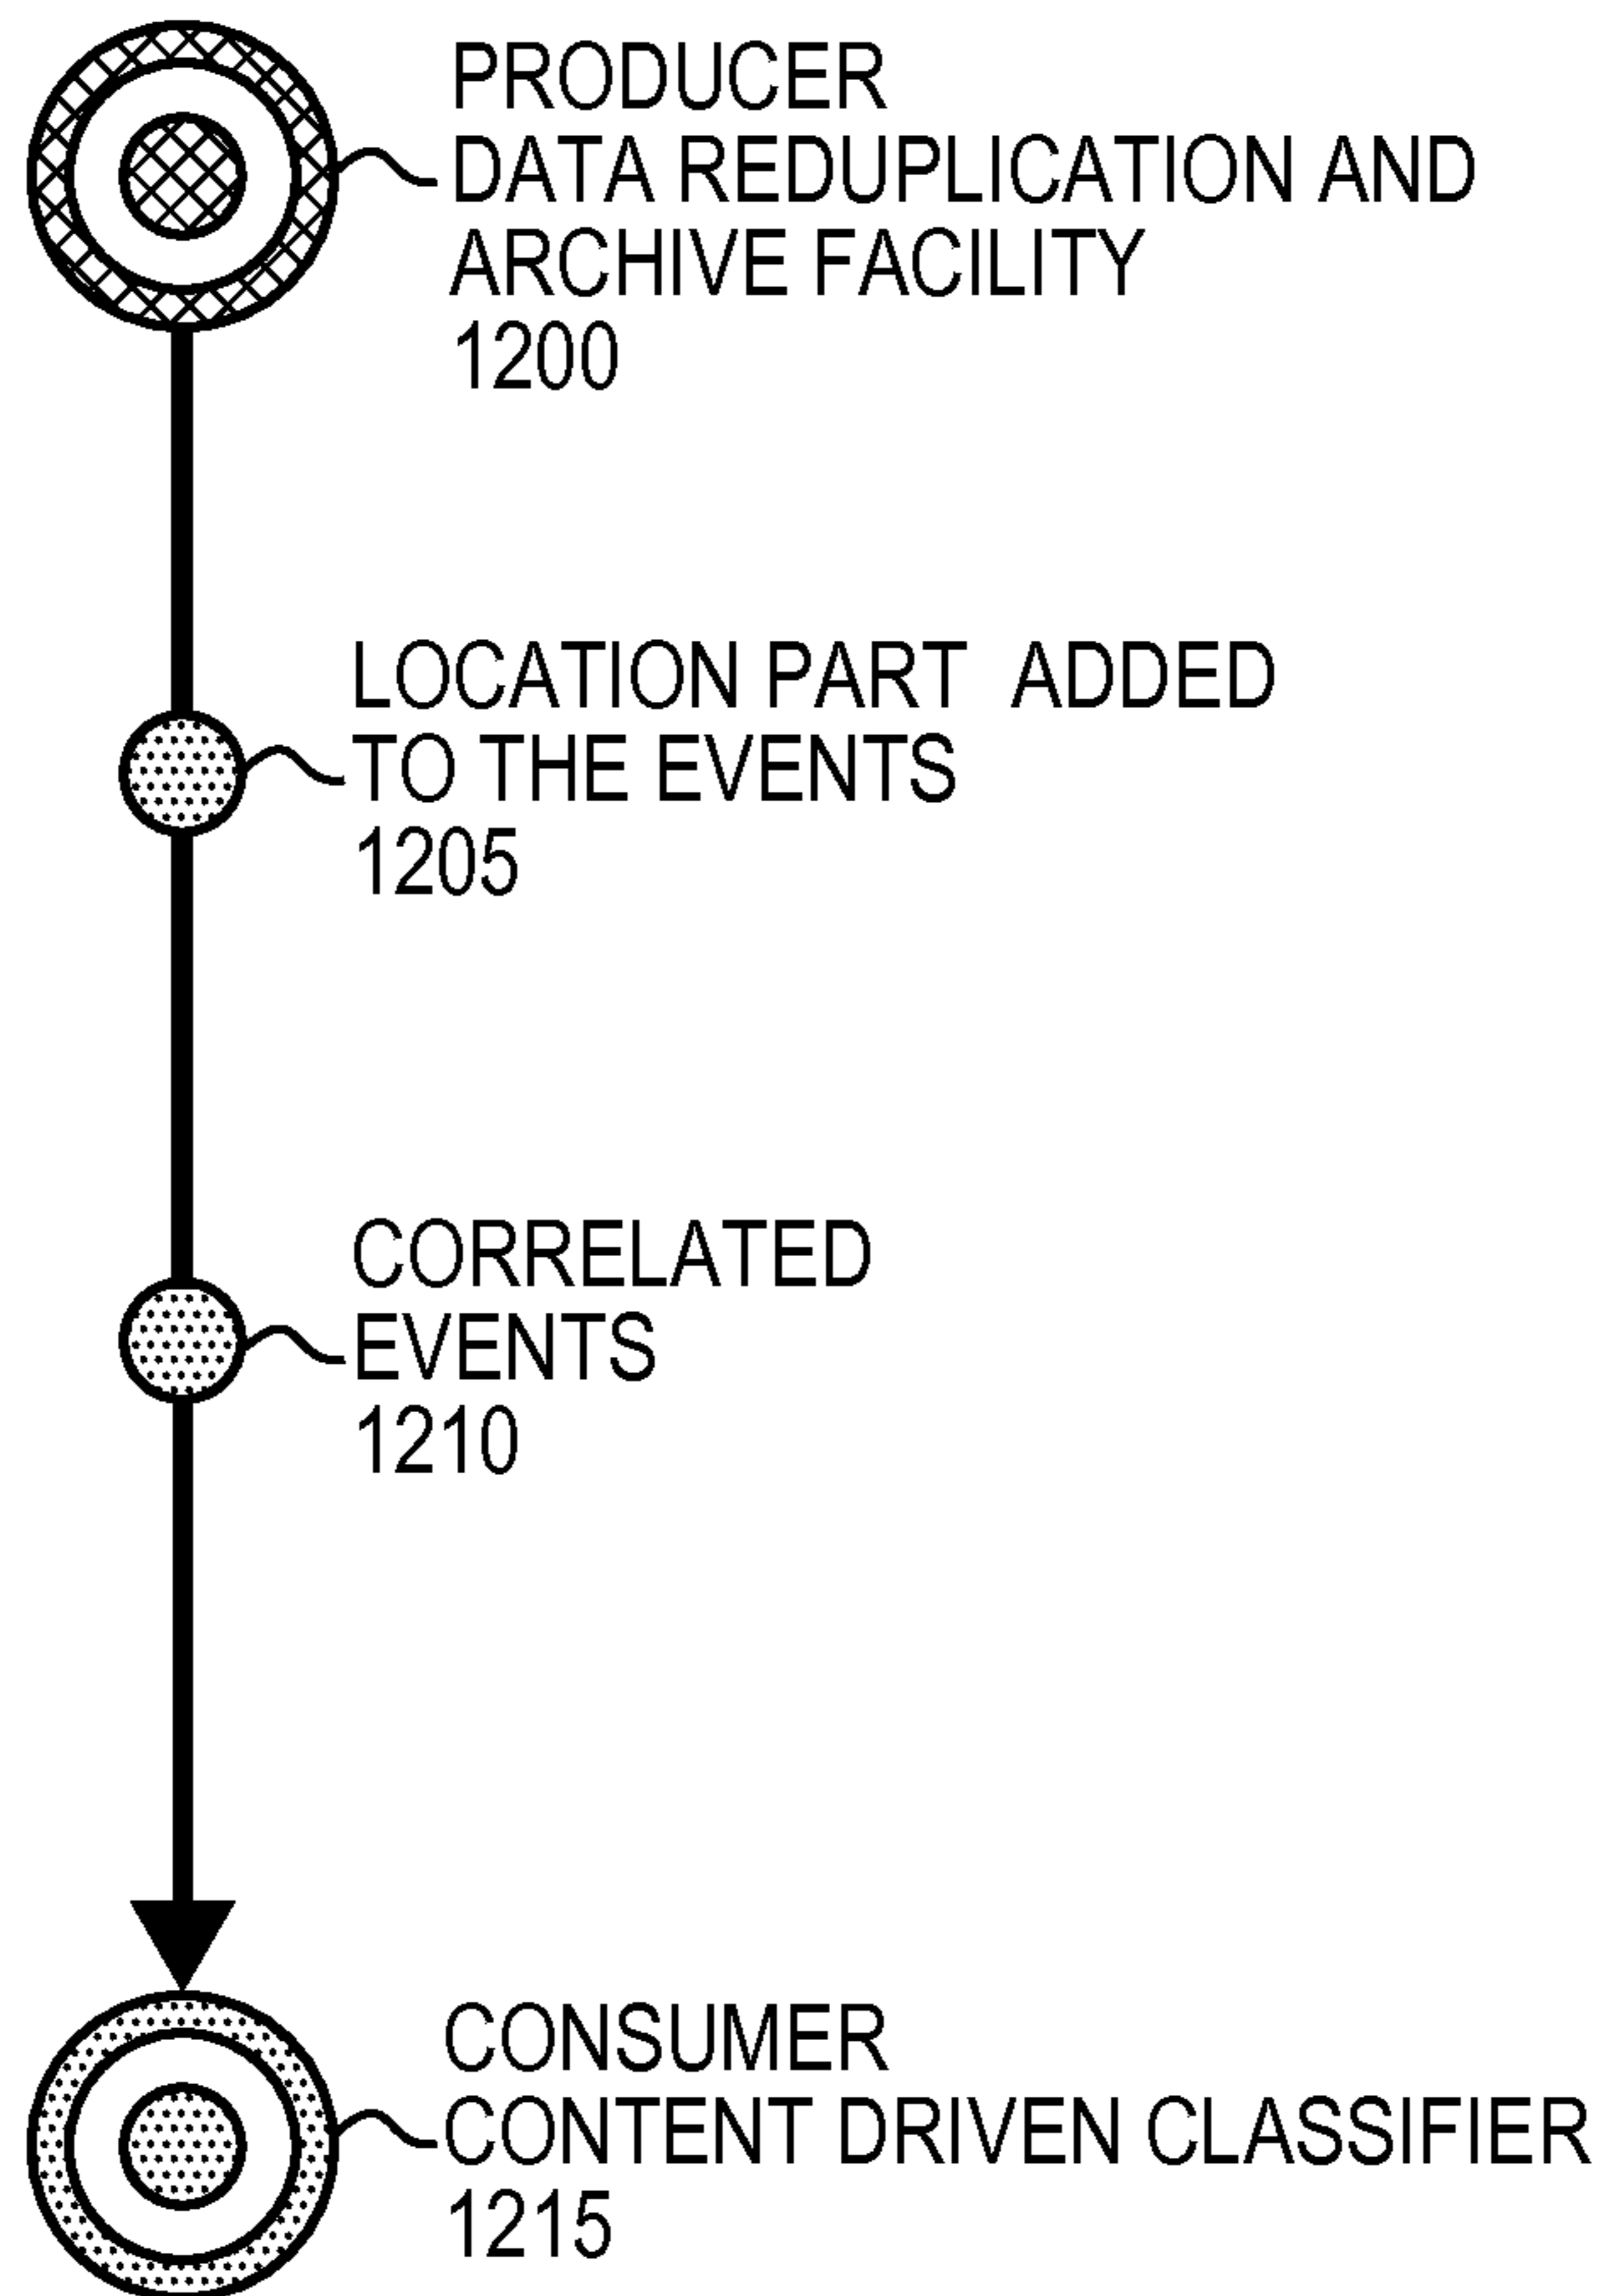 PRODUCER
DATA REDUPLICATION AND
ARCHIVE FACILITY
1200
LOCATION PART ADDED
TO THE EVENTS
1205
CORRELATED
EVENTS
1210
CONSUMER
CONTENT DRIVEN CLASSIFIER
1215